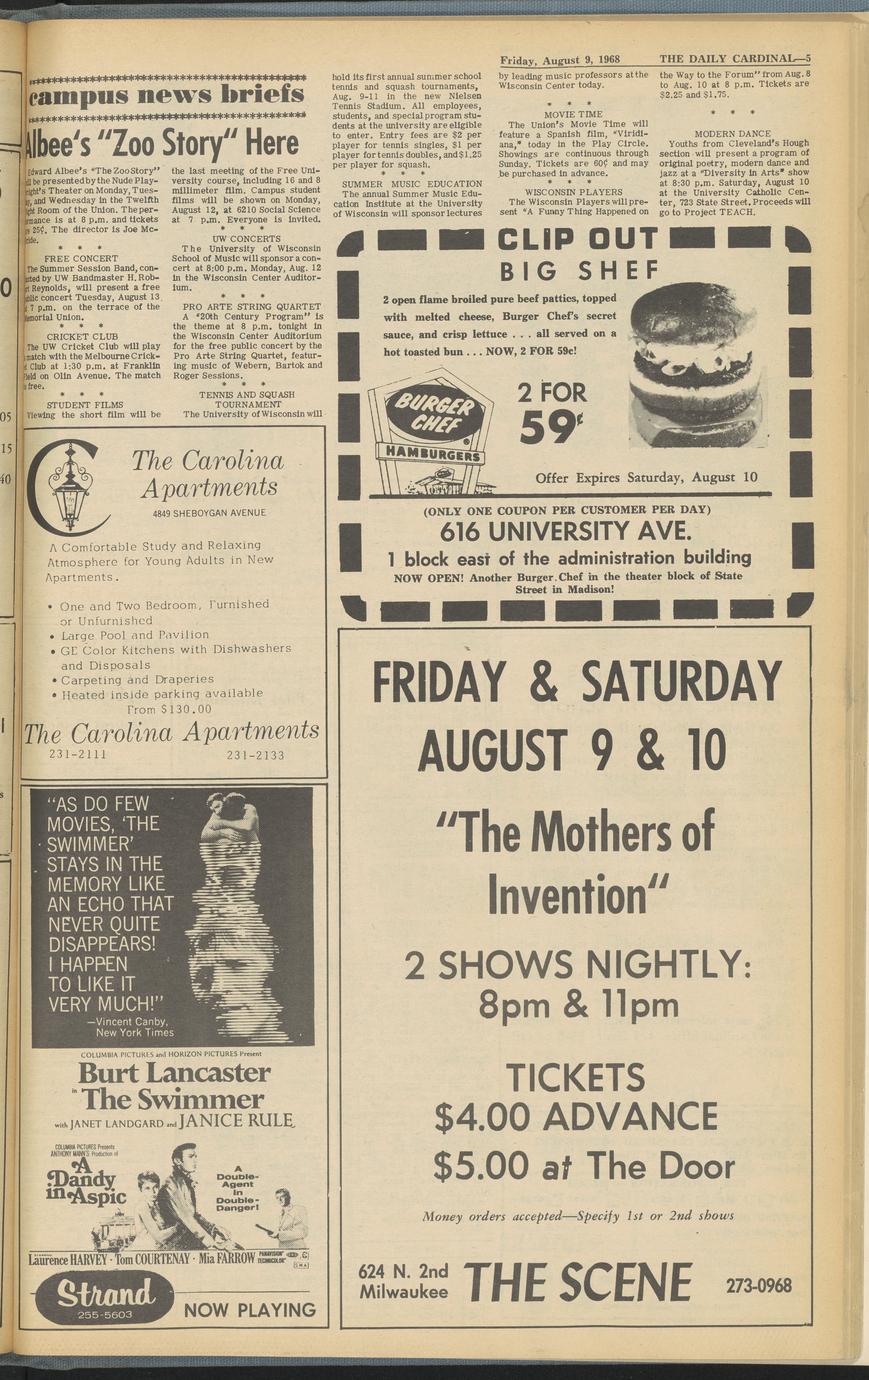 Friday, August 9, 1968 THE DAILY CARDINAL—5
campus news briefs
Albee's "Zoo Story" Here
Edward Albee's "The Zoo Story"
be presented by the Nude Play-
Theater on Monday, Tues-
and Wednesday in the Twelfth
Room of the Union. The per-
is at 8 p.m. and tickets
25¢. The director is Joe Mc-
* * *
FREE CONCERT
The Summer Session Band, con-
by UW Bandmaster H. Rob-
Reynolds, will present a free
concert Tuesday, August 13
7 p.m. on the terrace of the
Memorial Union.
* * *
CRICKET CLUB
The UW Cricket Club will play
match with the Melbourne Crick-
Club at 1:30 p.m. at Franklin
Field on Olin Avenue. The match
free.
* * *
STUDENT FILMS
Viewing the short film will be
the last meeting of the Free Uni-
versity course, including 16 and 8
millimeter film. Campus student
films will be shown on Monday,
August 12, at 6210 Social Science
at 7 p.m. Everyone is invited.
* * *
UW CONCERTS
The University of Wisconsin
School of Music will sponsor a con-
cert at 8:00 p.m. Monday, Aug. 12
in the Wisconsin Center Auditor-
ium.
* * *
PRO ARTE STRING QUARTET
A "20th Century Program" is
the theme at 8 p.m. tonight in
the Wisconsin Center Auditorium
for the free public concert by the
Pro Arte String Quartet, featur-
ing music of Webern, Bartok and
Roger Sessions.
* * *
TENNIS AND SQUASH
TOURNAMENT
The University of Wisconsin will
hold its first annual summer school
tennis and squash tournaments,
Aug. 9-11 in the new Nielsen
Tennis Stadium. All employees,
students, and special program stu-
dents at the university are eligible
to enter. Entry fees are $2 per
player for tennis singles, $1 per
player for tennis doubles, and $1.25
per player for squash.
* * *
SUMMER MUSIC EDUCATION
The annual Summer Music Edu-
cation Institute at the University
of Wisconsin will sponsor lectures
by leading music professors at the
Wisconsin Center today.
* * *
MOVIE TIME
The Union's Movie Time will
feature a Spanish film, "Viridi-
ana," today in the Play Circle.
Showings are continuous through
Sunday. Tickets are 60¢ and may
be purchased in advance.
* * *
WISCONSIN PLAYERS
The Wisconsin Players will pre-
sent "A Funny Thing Happened on
the Way to the Forum" from Aug. 8
to Aug. 10 at 8 p.m. Tickets are
$2.25 and $1.75.
* * *
MODERN DANCE
Youths from Cleveland's Hough
section will present a program of
original poetry, modern dance and
jazz at a "Diversity in Arts" show
at 8:30 p.m. Saturday, August 10
at the University Catholic Cen-
ter, 723 State Street. Proceeds will
go to Project TEACH.
CLIP OUT
BIG SHEF
2 open flame broiled pure beef patties, topped
with melted cheese, Burger Chef's secret
sauce, and crisp lettuce . . . all served on a
hot toasted bun . . . NOW, 2 FOR 59c!
BURGER
CHEF
HAMBURGERS
2 FOR
59¢
Offer Expires Saturday, August 10
(ONLY ONE COUPON PER CUSTOMER PER DAY)
616 UNIVERSITY AVE.
1 block east of the administration building
NOW OPEN! Another Burger Chef in the theater block of State
Street in Madison!
The Carolina
Apartments
4849 SHEBOYGAN AVENUE
A Comfortable Study and Relaxing
Atmosphere for Young Adults in New
Apartments.
• One and Two Bedroom, Furnished
or Unfurnished
• Large Pool and Pavilion
• GE Color Kitchens with Dishwashers
and Disposals
• Carpeting and Draperies
• Heated inside parking available
From $130.00
The Carolina Apartments
231-2111 231-2133
"AS DO FEW
MOVIES, 'THE
SWIMMER'
STAYS IN THE
MEMORY LIKE
AN ECHO THAT
NEVER QUITE
DISAPPEARS!
I HAPPEN
TO LIKE IT
VERY MUCH!"
—Vincent Canby,
New York Times
COLUMBIA PICTURES and HORIZON PICTURES Present
Burt Lancaster
in The Swimmer
with JANET LANDGARD and JANICE RULE
COLUMBIA PICTURES Presents
ANTHONY MANN'S Production of
A
Dandy
in Aspic
A
Double-
Agent
in
Double-
Danger!
Laurence HARVEY · Tom COURTENAY · Mia FARROW PANAVISION® TECHNICOLOR®
Strand
255-5603
NOW PLAYING
FRIDAY & SATURDAY
AUGUST 9 & 10
"The Mothers of
Invention"
2 SHOWS NIGHTLY:
8pm & 11pm
TICKETS
$4.00 ADVANCE
$5.00 at The Door
Money orders accepted—Specify 1st or 2nd shows
624 N. 2nd
Milwaukee
THE SCENE
273-0968